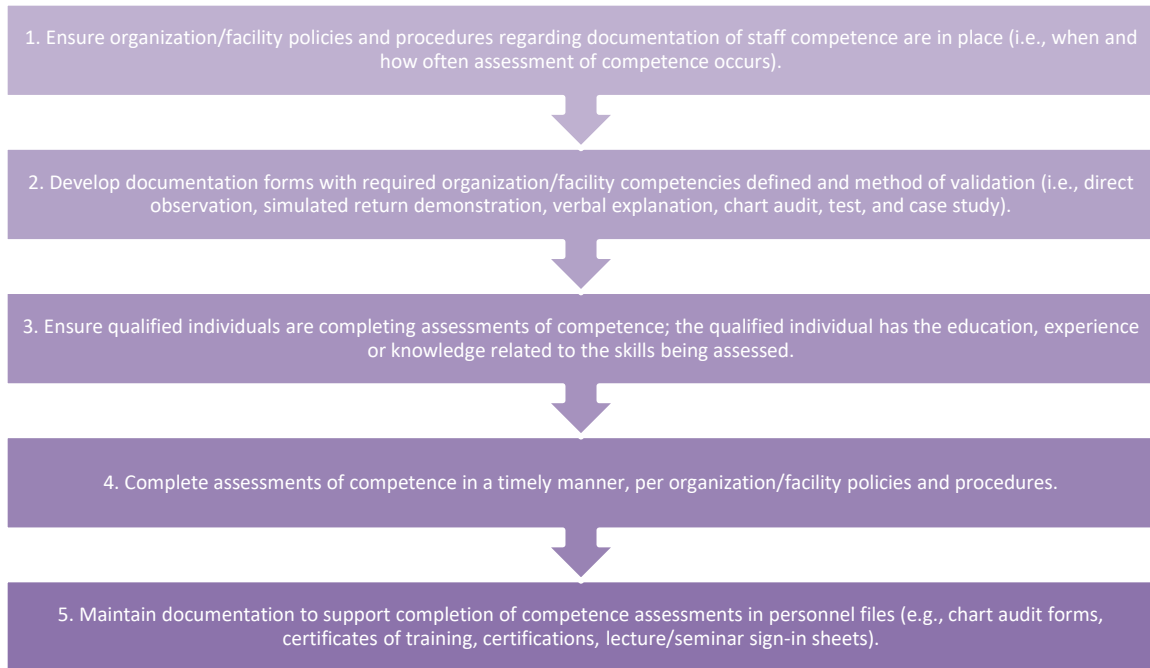 1. Ensure organization/facility policies and procedures regarding documentation of staff competence are in place (i.e., when and
how often assessment of competence occurs).
2. Develop documentation forms with required organization/facility competencies defined and method of validation (i.e., direct
observation, simulated return demonstration, verbal explanation, chart audit, test, and case study).
3. Ensure qualified individuals are completing assessments of competence; the qualified individual has the education, experience
or knowledge related to the skills being assessed.
4. Complete assessments of competence in a timely manner, per organization/facility policies and procedures.
5. Maintain documentation to support completion of competence assessments in personnel files (e.g., chart audit forms,
certificates of training, certifications, lecture/seminar sign-in sheets).